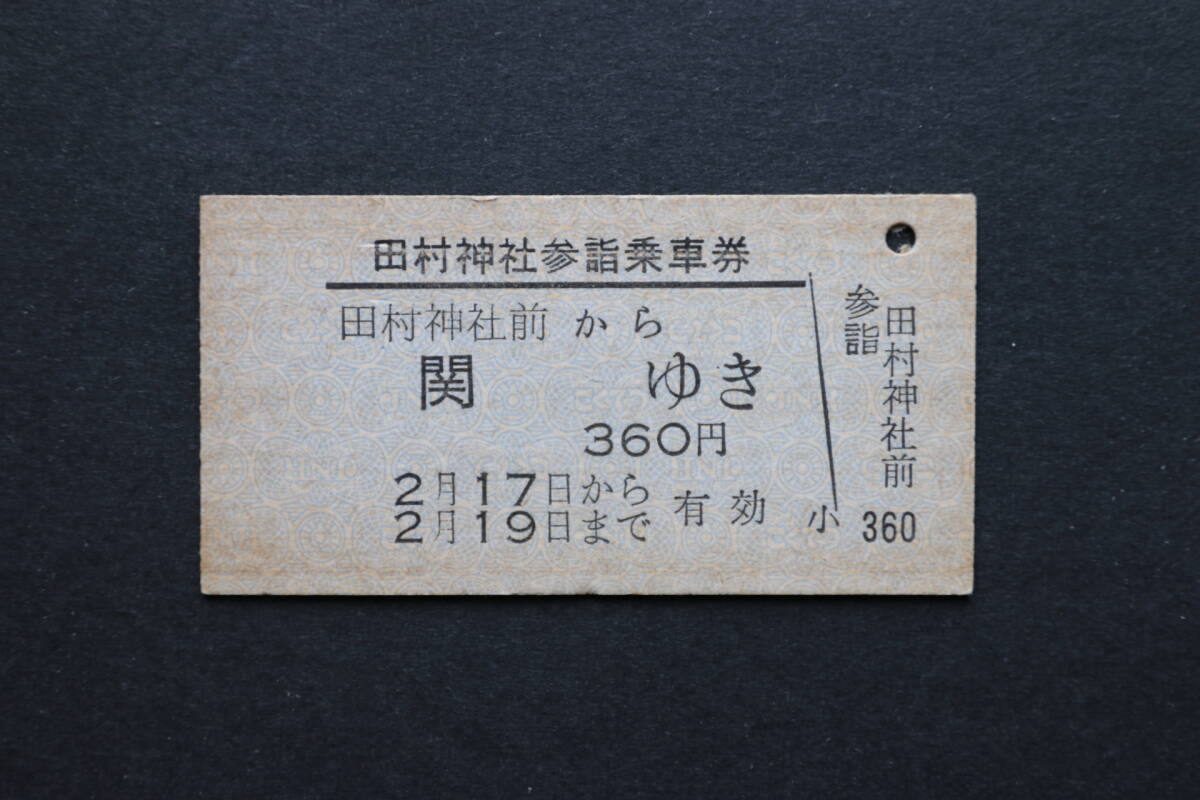 田村神社参詣乗車券
田村神社前から
関 ゆき
360円
2月17日から
2月19日まで
有効
小
参詣
田村神社前
360